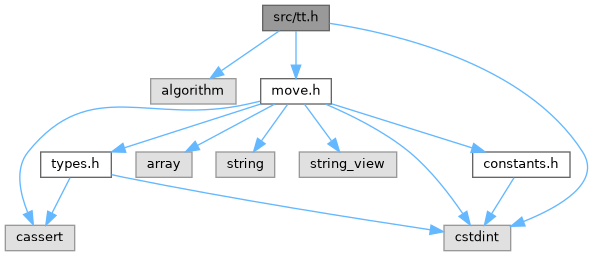 src/tt.h
algorithm
move.h
types.h
array
string
string_view
constants.h
cassert
cstdint